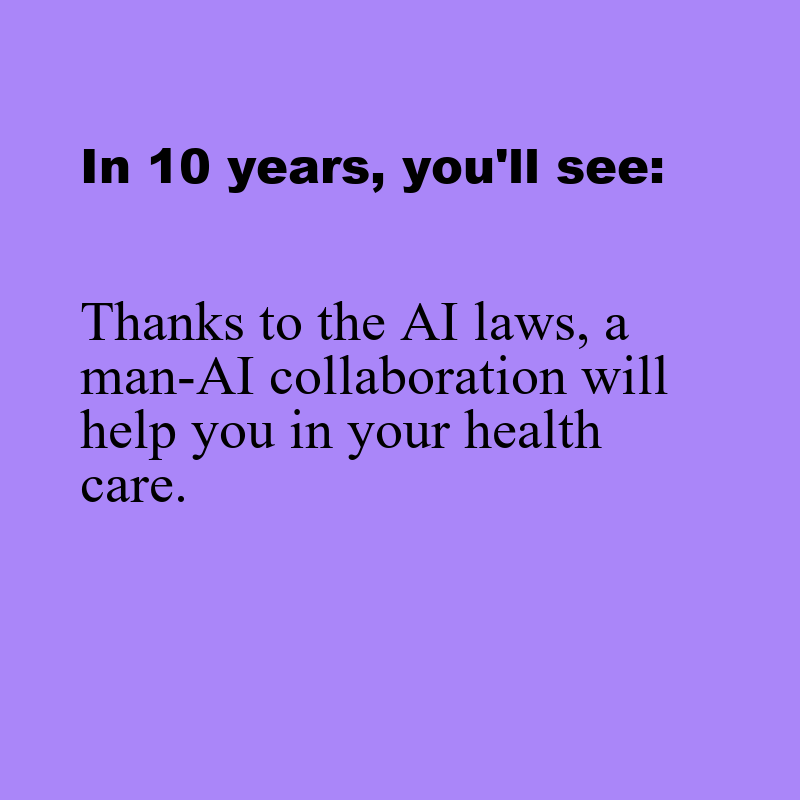 In 10 years, you'll see:
Thanks to the AI laws, a
man-AI collaboration will
help you in your health
care.